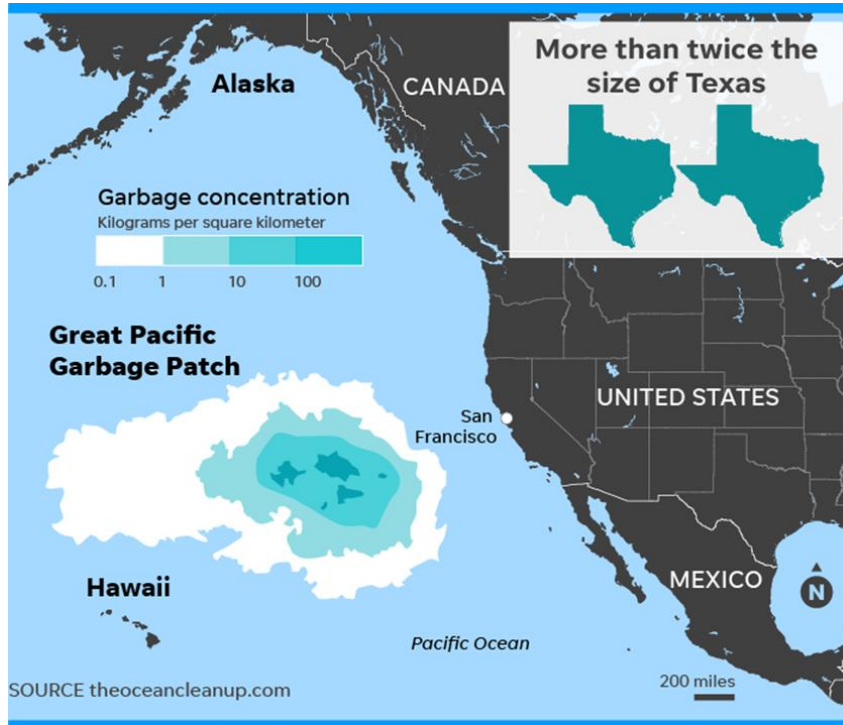 More than twice the
size of Texas
Alaska
CANADA
Garbage concentration
Kilograms per square kilometer
0.1 1 10 100
Great Pacific
Garbage Patch
UNITED STATES
San
Francisco
Hawaii
MEXICO
N
Pacific Ocean
200 miles
SOURCE theoceancleanup.com